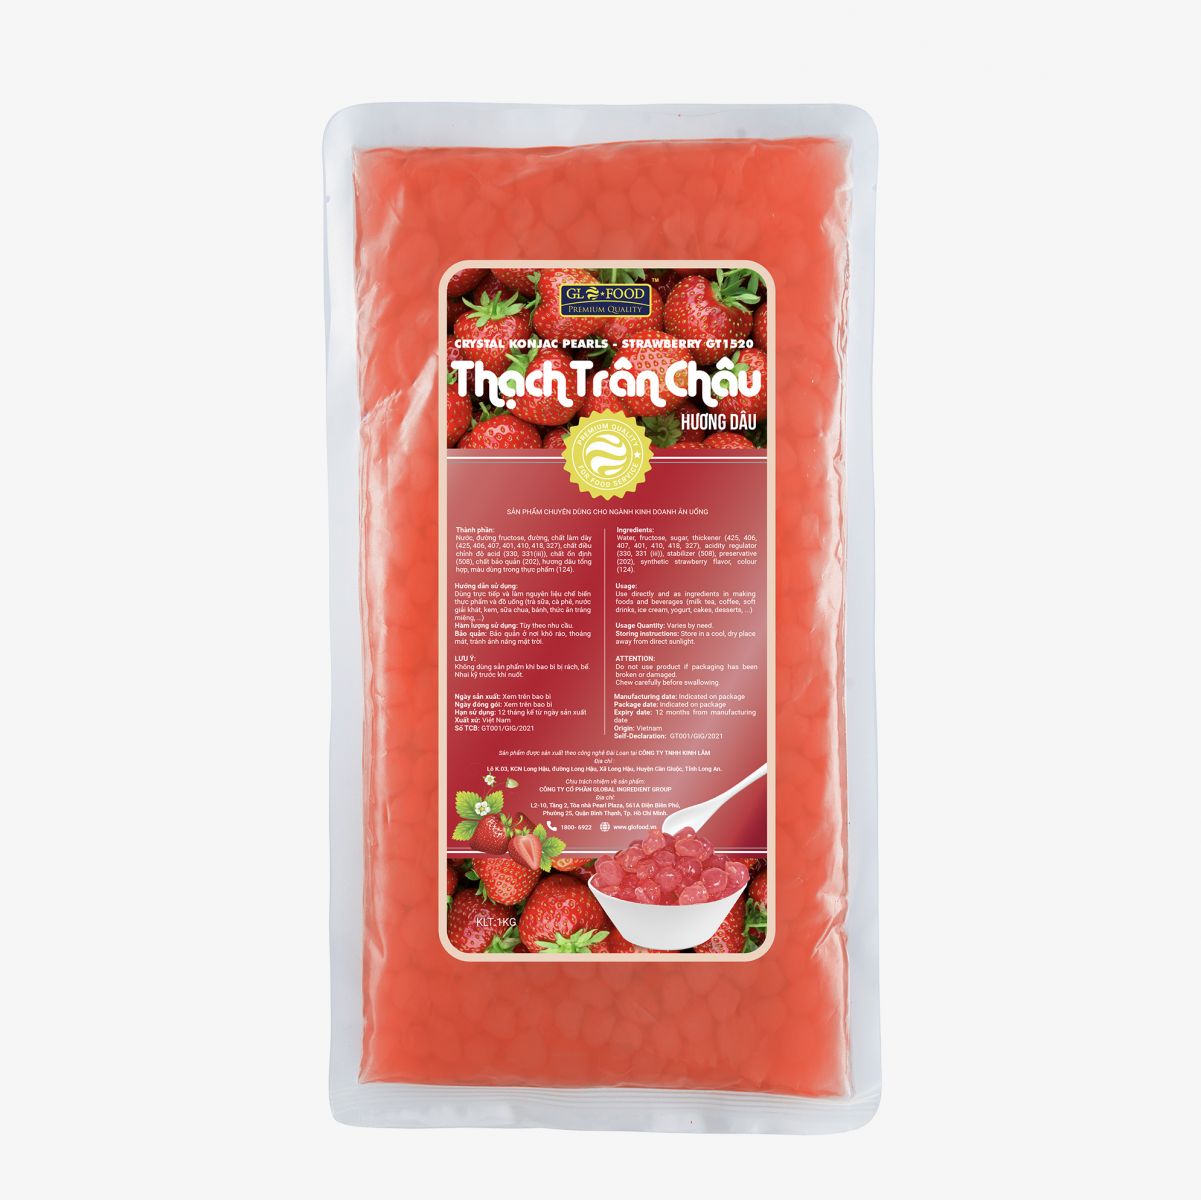 GLOFOOD
PREMIUM QUALITY
TM
CRYSTAL KONJAC PEARLS - STRAWBERRY GT1520
Thạch Trân Châu
HƯƠNG DÂU
PREMIUM QUALITY
FOR FOOD SERVICE
SẢN PHẨM CHUYÊN DÙNG CHO NGÀNH KINH DOANH ĂN UỐNG
Thành phần:
Nước, đường fructose, đường, chất làm dày
(425, 406, 407, 401, 410, 418, 327), chất điều
chỉnh độ acid (330, 331(iii)), chất ổn định
(508), chất bảo quản (202), hương dâu tổng
hợp, màu dùng trong thực phẩm (124).
Hướng dẫn sử dụng:
Dùng trực tiếp và làm nguyên liệu chế biến
thực phẩm và đồ uống (trà sữa, cà phê, nước
giải khát, kem, sữa chua, bánh, thức ăn tráng
miệng, ...)
Hàm lượng sử dụng: Tùy theo nhu cầu.
Bảo quản: Bảo quản ở nơi khô ráo, thoáng
mát, tránh ánh nắng mặt trời.
LƯU Ý:
Không dùng sản phẩm khi bao bì bị rách, bể.
Nhai kỹ trước khi nuốt.
Ngày sản xuất: Xem trên bao bì
Ngày đóng gói: Xem trên bao bì
Hạn sử dụng: 12 tháng kể từ ngày sản xuất
Xuất xứ: Việt Nam
Số TCB: GT001/GIG/2021
Ingredients:
Water, fructose, sugar, thickener (425, 406,
407, 401, 410, 418, 327), acidity regulator
(330, 331 (iii)), stabilizer (508), preservative
(202), synthetic strawberry flavor, colour
(124).
Usage:
Use directly and as ingredients in making
foods and beverages (milk tea, coffee, soft
drinks, ice cream, yogurt, cakes, desserts, ...)
Usage Quantity: Varies by need.
Storing instructions: Store in a cool, dry place
away from direct sunlight.
ATTENTION:
Do not use product if packaging has been
broken or damaged.
Chew carefully before swallowing.
Manufacturing date: Indicated on package
Package date: Indicated on package
Expiry date: 12 months from manufacturing
date
Origin: Vietnam
Self-Declaration: GT001/GIG/2021
Sản phẩm được sản xuất theo công nghệ Đài Loan tại CÔNG TY TNHH KINH LÂM
Địa chỉ :
Lô K.03, KCN Long Hậu, đường Long Hậu, Xã Long Hậu, Huyện Cần Giuộc, Tỉnh Long An.
Chịu trách nhiệm về sản phẩm:
CÔNG TY CỔ PHẦN GLOBAL INGREDIENT GROUP
Địa chỉ:
L2-10, Tầng 2, Tòa nhà Pearl Plaza, 561A Điện Biên Phủ,
Phường 25, Quận Bình Thạnh, Tp. Hồ Chí Minh.
1800- 6922 www.glofood.vn
KLT:1KG